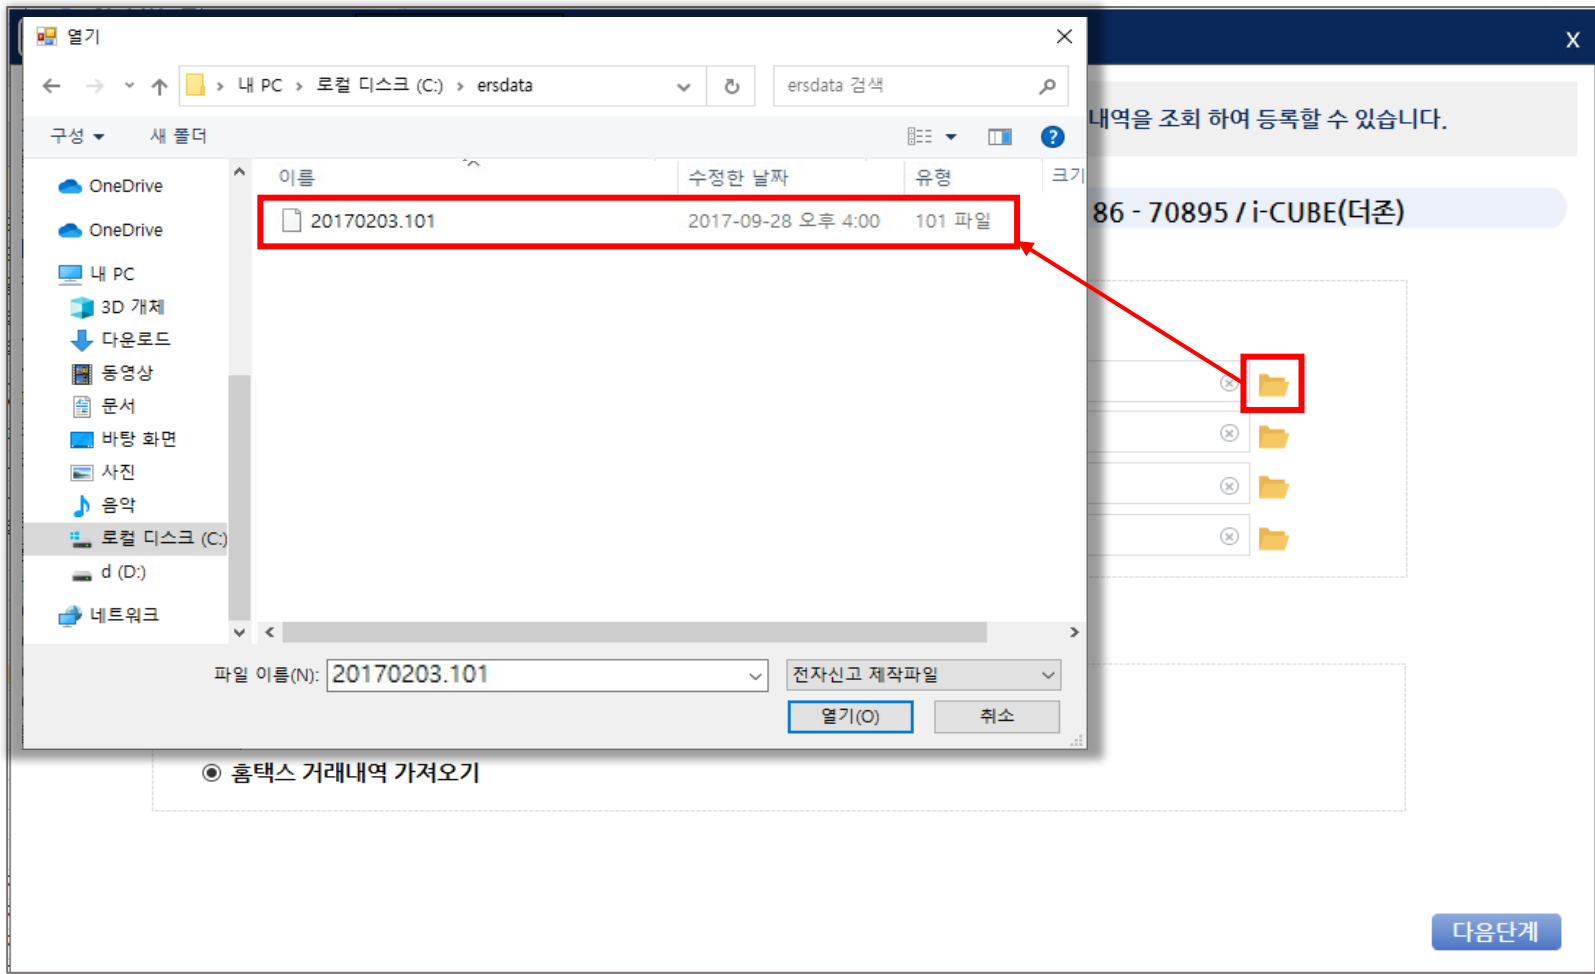 열기
X
내 PC > 로컬 디스크 (C:) > ersdata
ersdata 검색
내역을 조회 하여 등록할 수 있습니다.
구성
새 폴더
이름
수정한 날짜
유형
크기
20170203.101
2017-09-28 오후 4:00
101 파일
86 - 70895 / i-CUBE(더존)
OneDrive
OneDrive
내 PC
3D 개체
다운로드
동영상
문서
바탕 화면
사진
음악
로컬 디스크 (C:)
d (D:)
네트워크
파일 이름(N):
20170203.101
전자신고 제작파일
열기(O)
취소
홈택스 거래내역 가져오기
다음단계